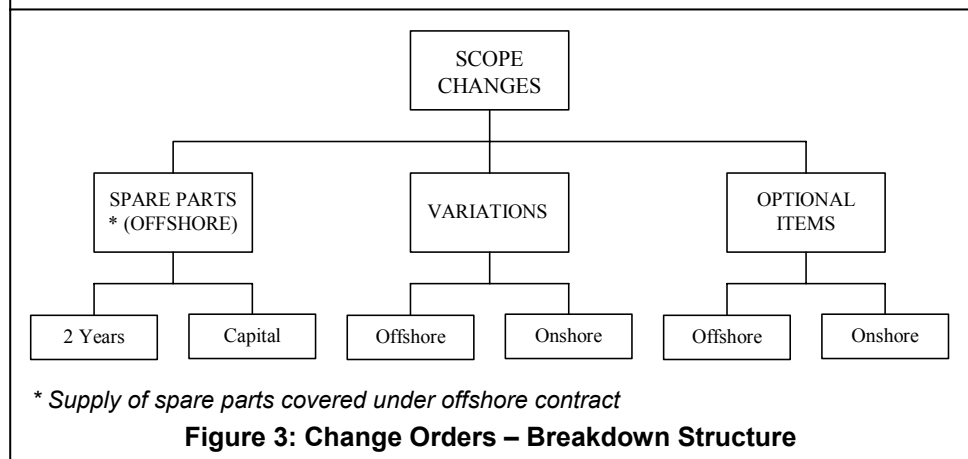 SCOPE
CHANGES
SPARE PARTS
* (OFFSHORE)
VARIATIONS
OPTIONAL
ITEMS
2 Years
Capital
Offshore
Onshore
Offshore
Onshore
* Supply of spare parts covered under offshore contract
Figure 3: Change Orders – Breakdown Structure